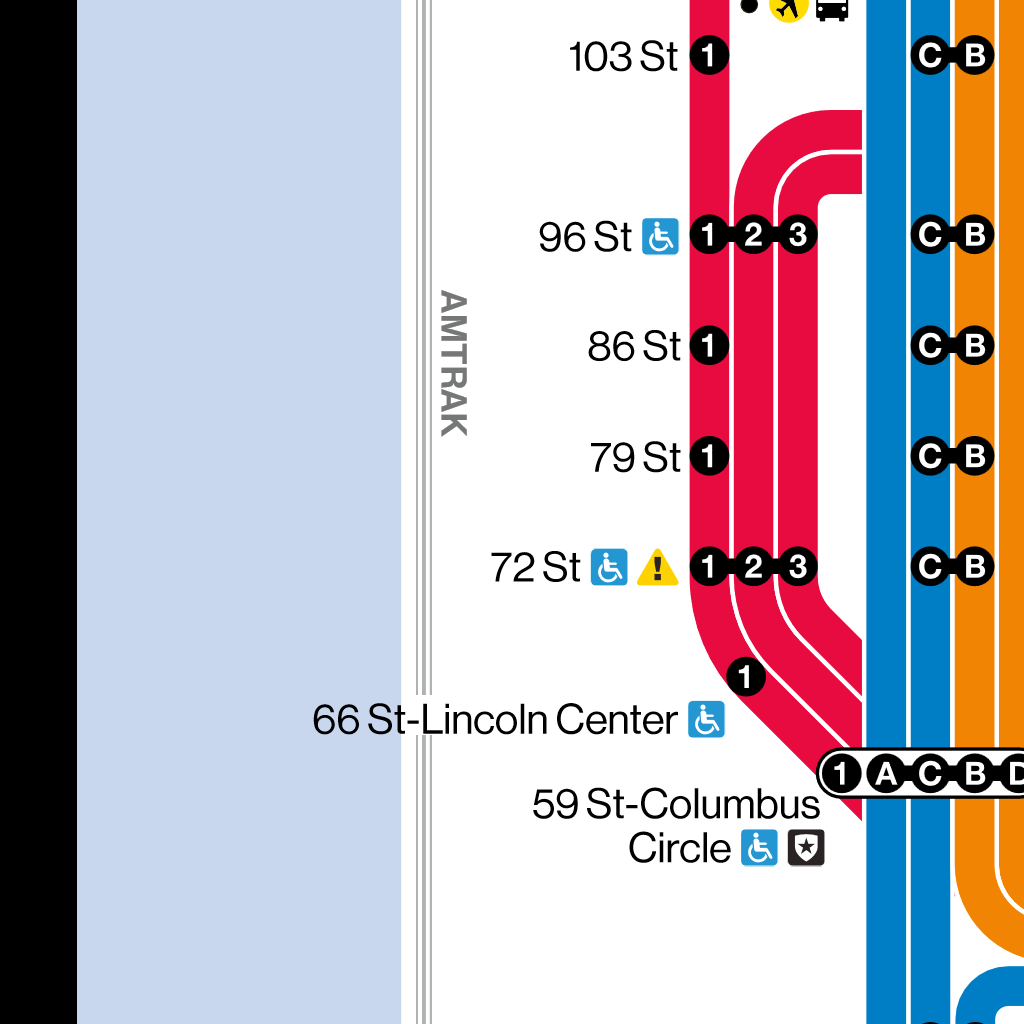 103 St 1 C B
96 St 1 2 3 C B
AMTRAK
86 St 1 C B
79 St 1 C B
72 St ! 1 2 3 C B
1
66 St-Lincoln Center
1 A C B D
59 St-Columbus
Circle